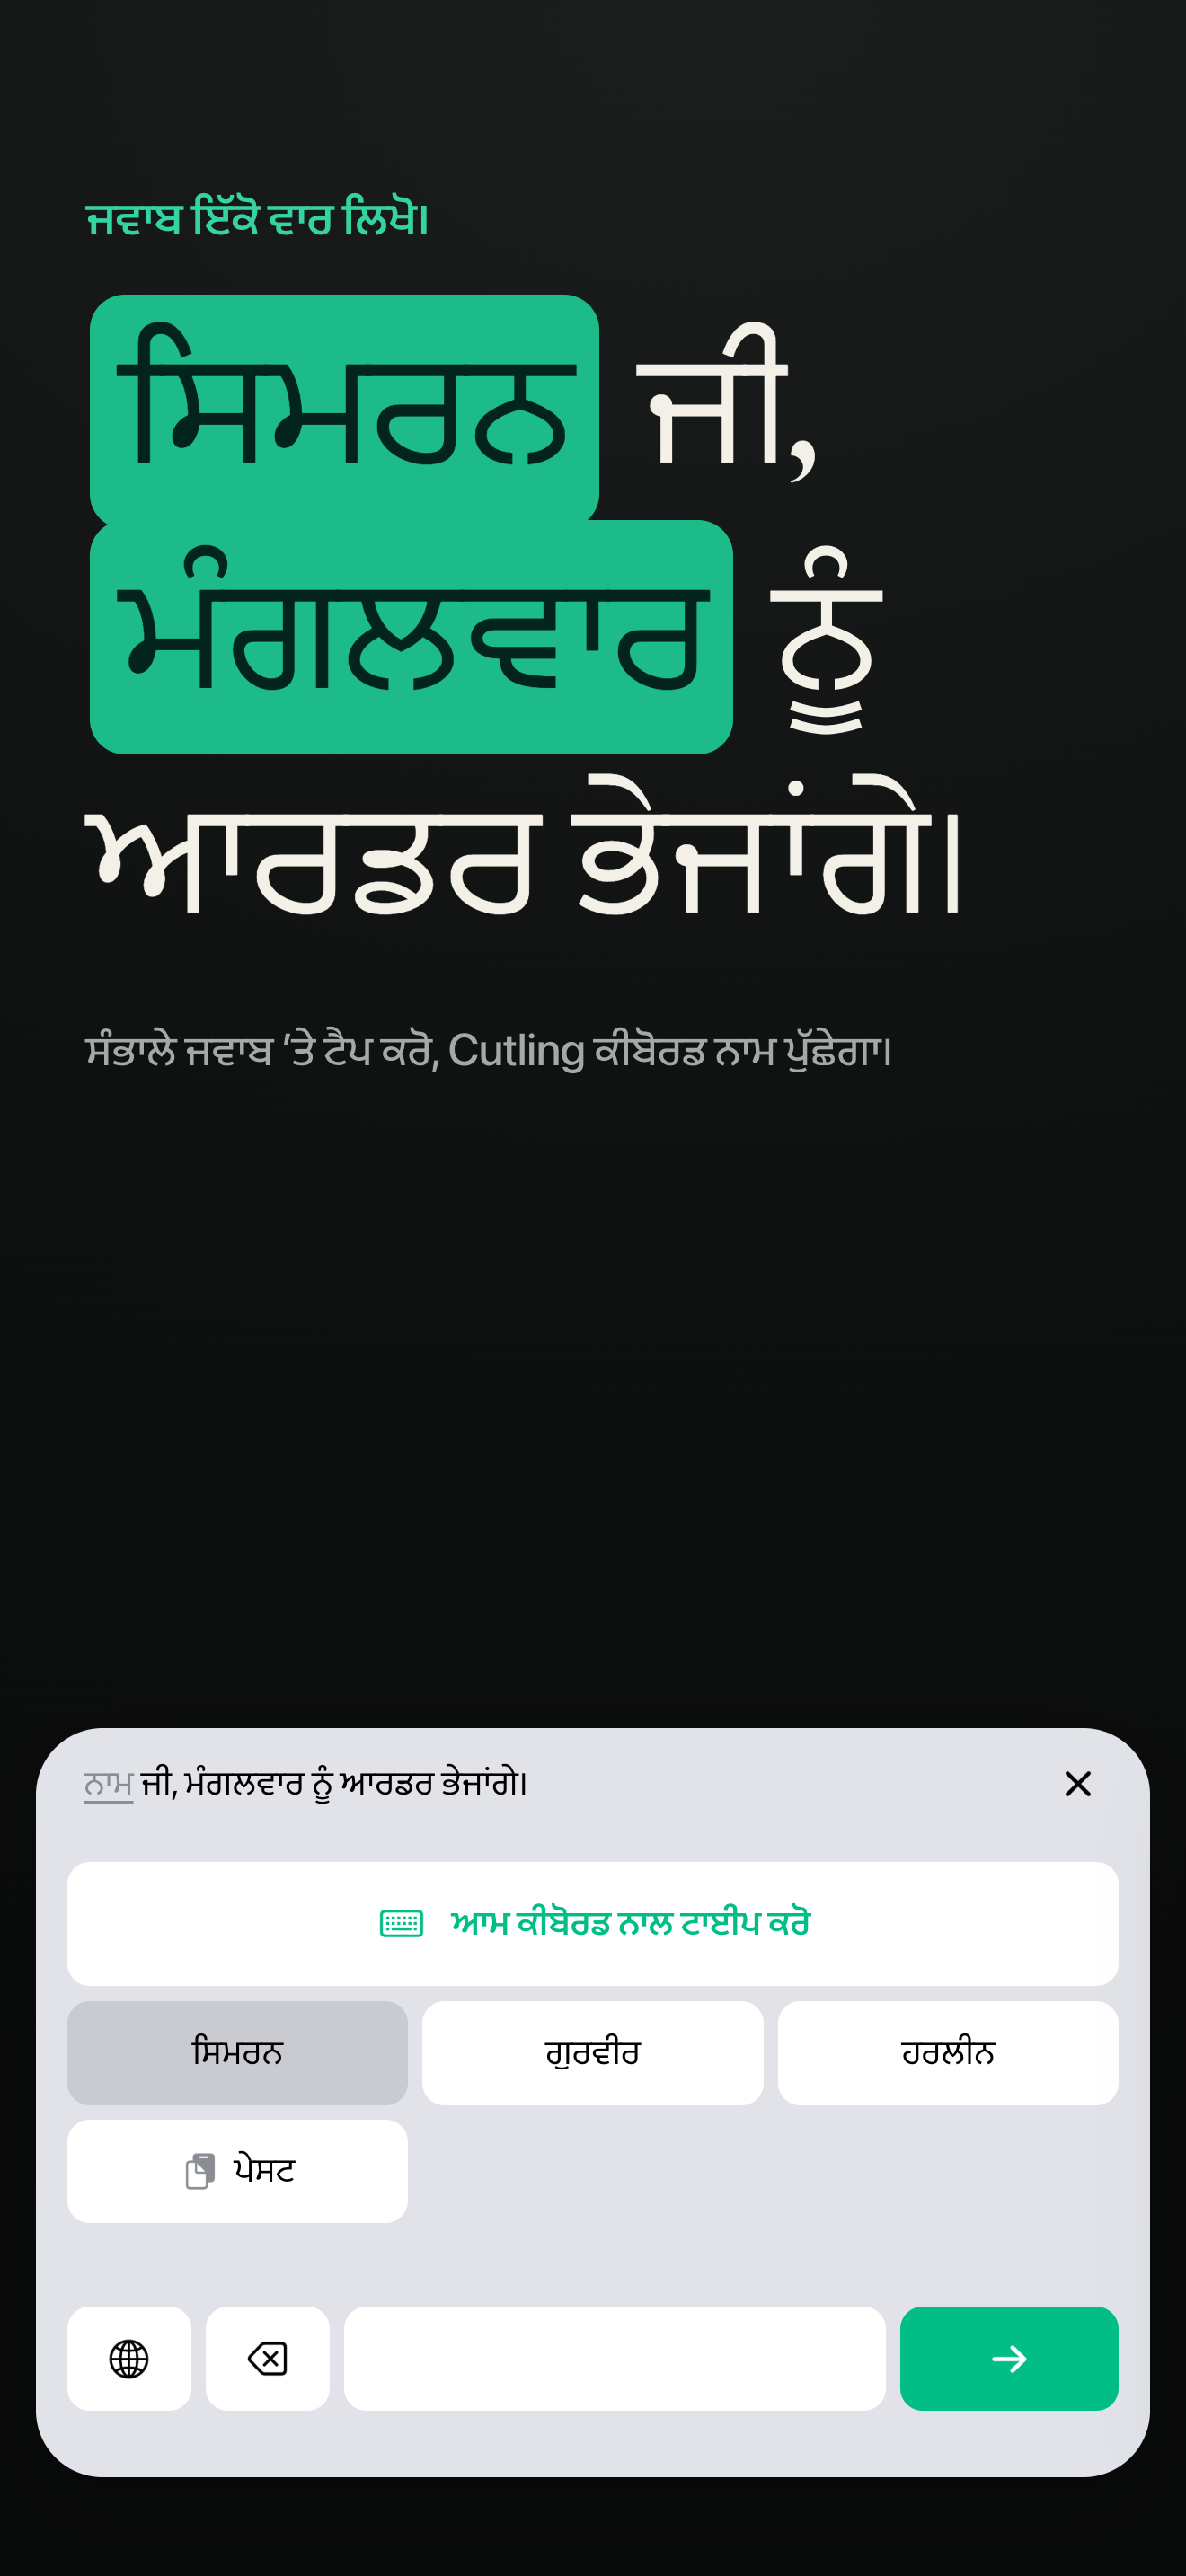 ਜਵਾਬ ਇੱਕੋ ਵਾਰ ਲਿਖੋ।
ਸਿਮਰਨ ਜੀ,
ਮੰਗਲਵਾਰ ਨੂੰ
ਆਰਡਰ ਭੇਜਾਂਗੇ।
ਸੰਭਾਲੇ ਜਵਾਬ ’ਤੇ ਟੈਪ ਕਰੋ, Cutling ਕੀਬੋਰਡ ਨਾਮ ਪੁੱਛੇਗਾ।
ਨਾਮ ਜੀ, ਮੰਗਲਵਾਰ ਨੂੰ ਆਰਡਰ ਭੇਜਾਂਗੇ।
ਆਮ ਕੀਬੋਰਡ ਨਾਲ ਟਾਈਪ ਕਰੋ
ਸਿਮਰਨ ਗੁਰਵੀਰ ਹਰਲੀਨ
ਪੇਸਟ